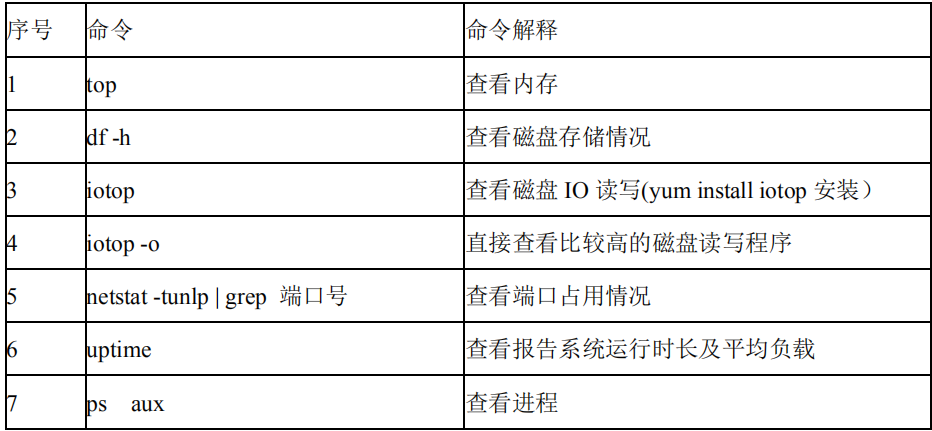 序号 命令 命令解释
1 top 查看内存
2 df -h 查看磁盘存储情况
3 iotop 查看磁盘 IO 读写(yum install iotop 安装）
4 iotop -o 直接查看比较高的磁盘读写程序
5 netstat -tunlp | grep 端口号 查看端口占用情况
6 uptime 查看报告系统运行时长及平均负载
7 ps aux 查看进程